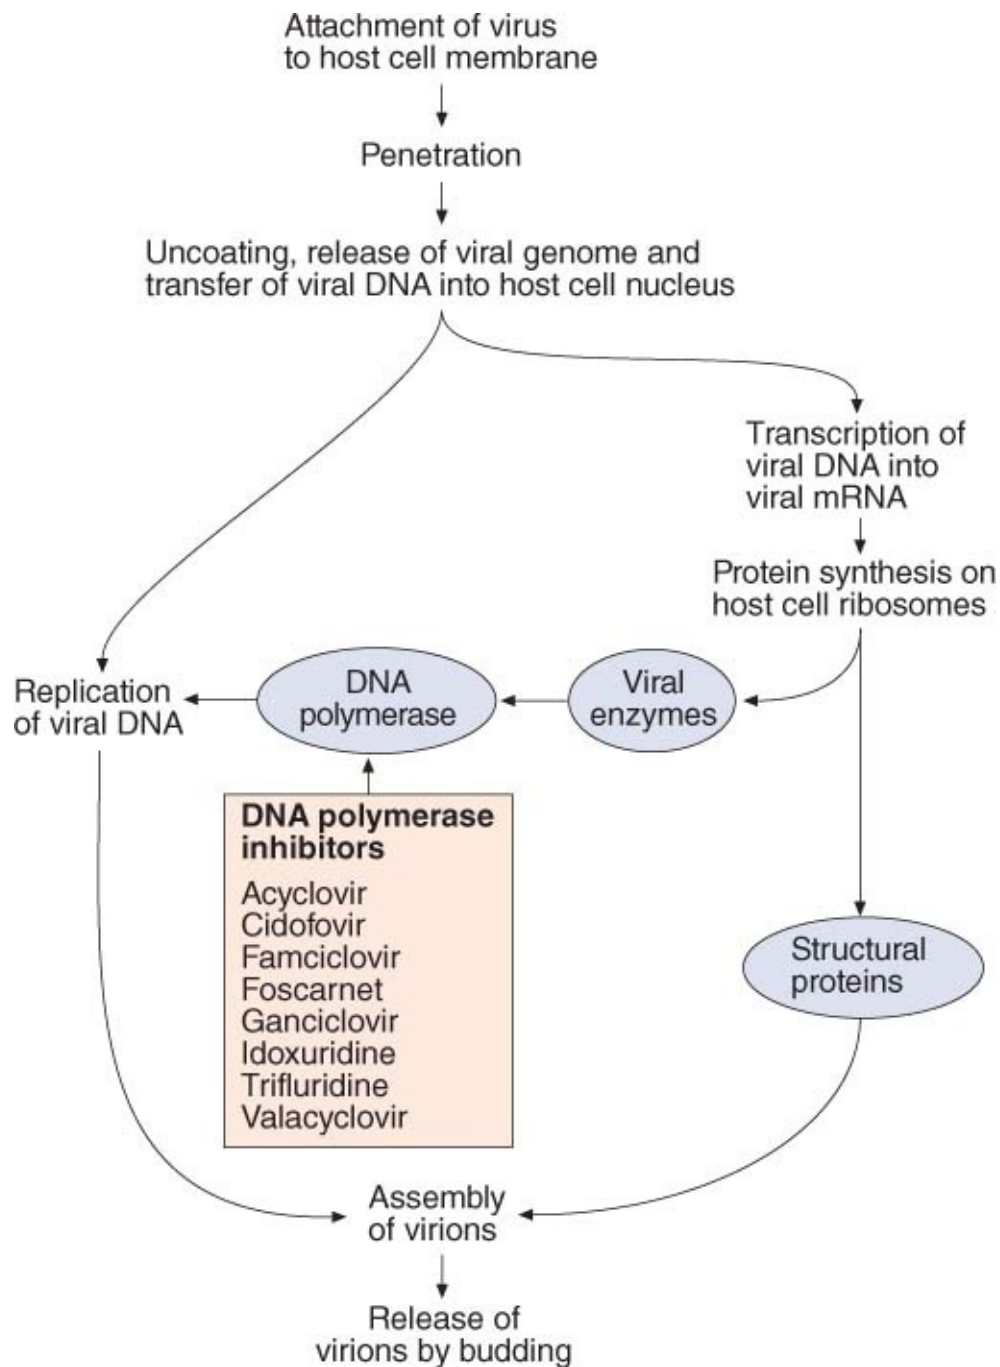 Attachment of virus
to host cell membrane
Penetration
Uncoating, release of viral genome and
transfer of viral DNA into host cell nucleus
Transcription of
viral DNA into
viral mRNA
Protein synthesis on
host cell ribosomes
Replication
of viral DNA
DNA
polymerase
Viral
enzymes
DNA polymerase
inhibitors
Acyclovir
Cidofovir
Famciclovir
Foscarnet
Ganciclovir
Idoxuridine
Trifluridine
Valacyclovir
Structural
proteins
Assembly
of virions
Release of
virions by budding